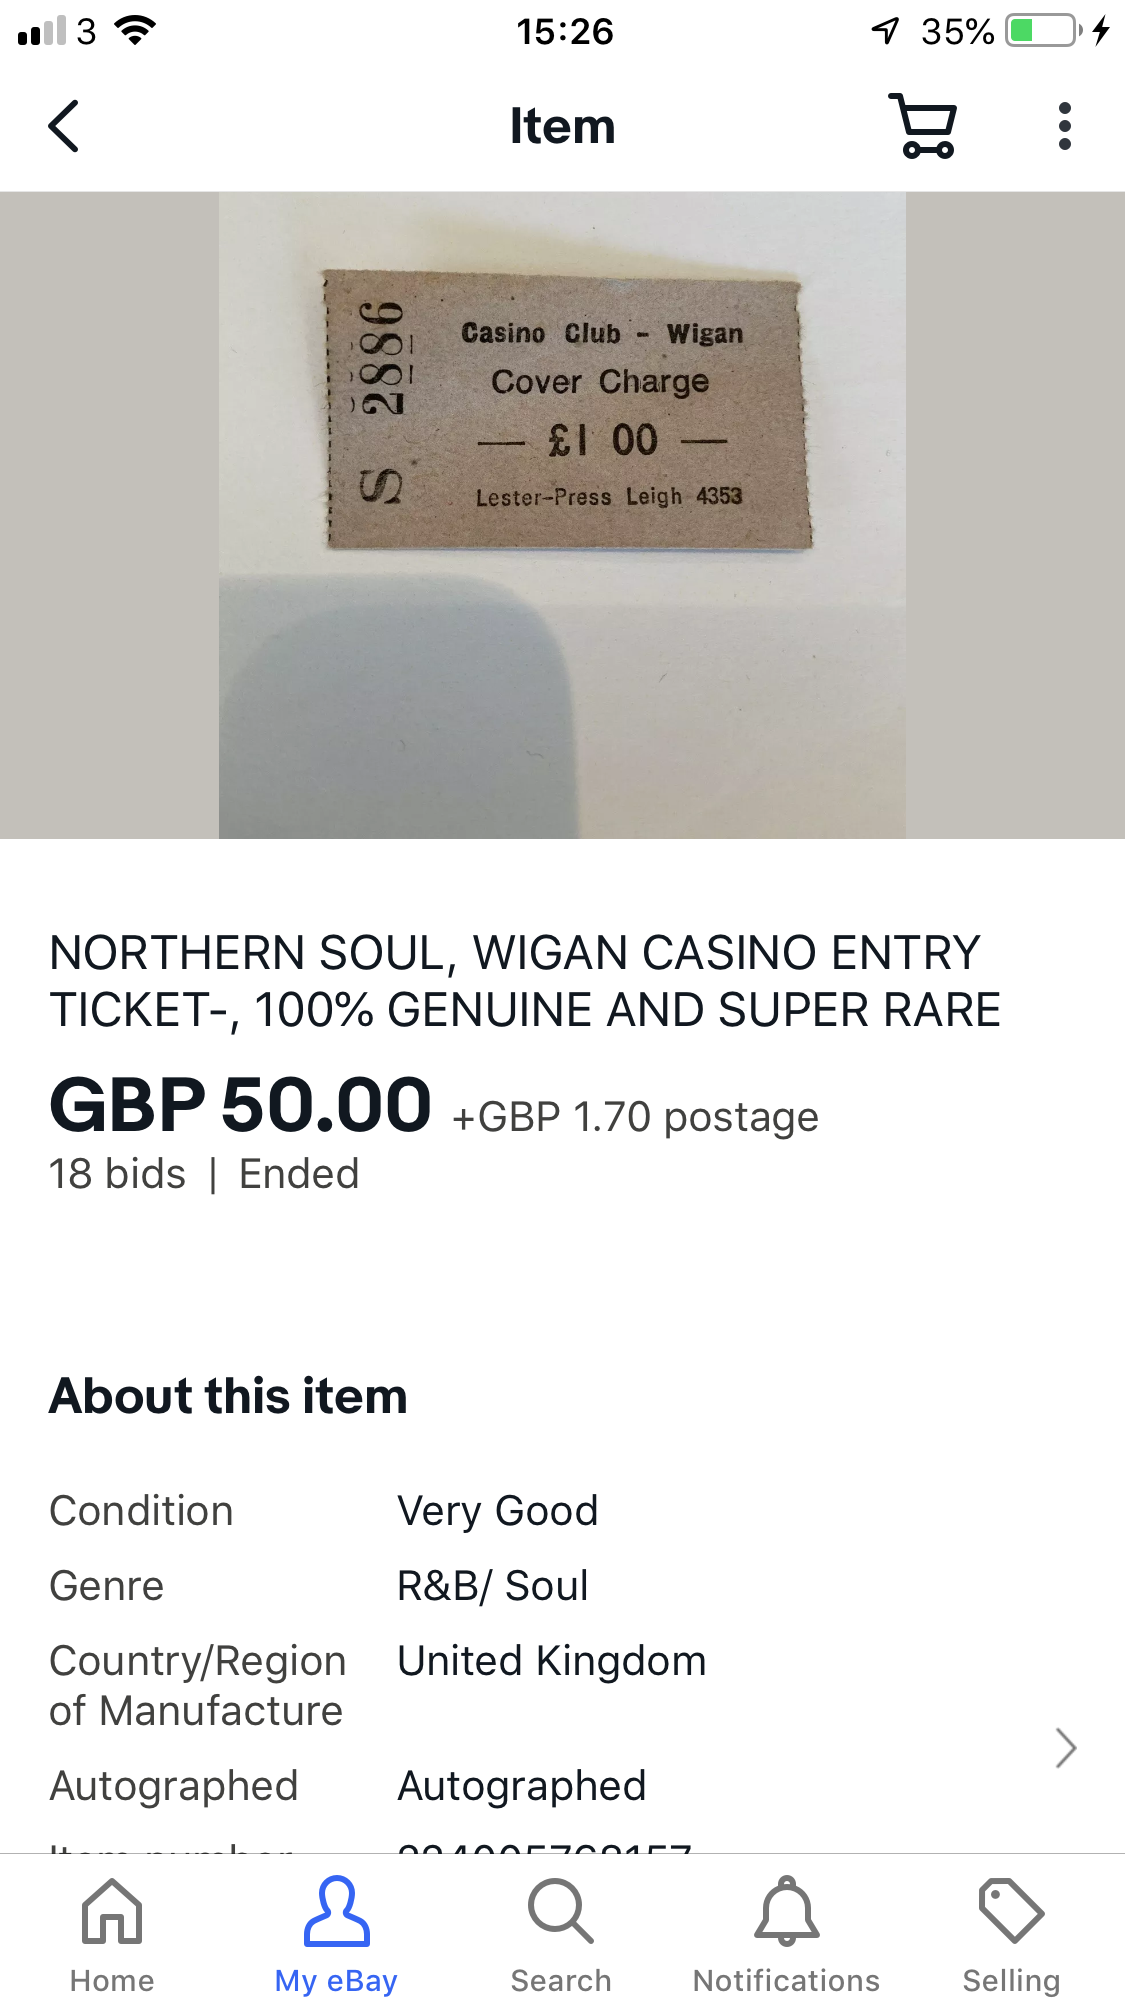 3 15:26 35%
Item
S 2886
Casino Club - Wigan
Cover Charge
— £1 00 —
Lester-Press Leigh 4353
NORTHERN SOUL, WIGAN CASINO ENTRY
TICKET-, 100% GENUINE AND SUPER RARE
GBP 50.00 +GBP 1.70 postage
18 bids | Ended
About this item
Condition Very Good
Genre R&B/ Soul
Country/Region United Kingdom
of Manufacture
Autographed Autographed
Item number
Home My eBay Search Notifications Selling